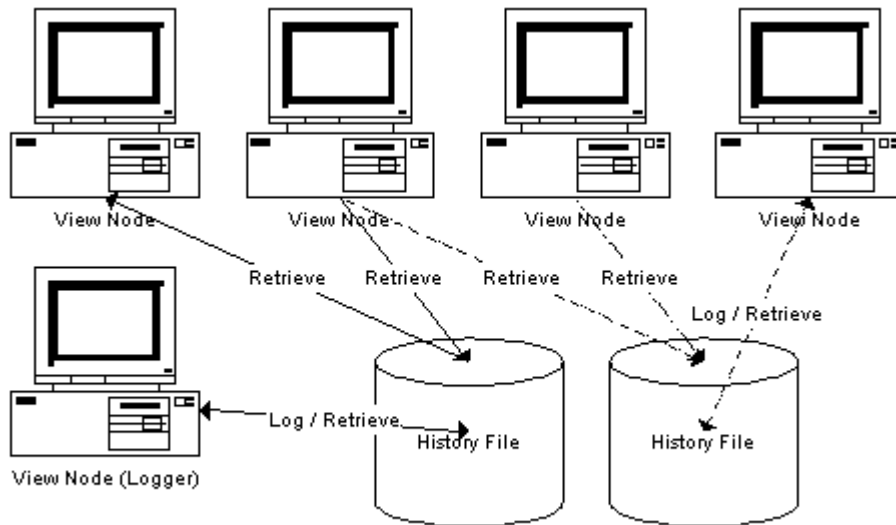 View Node
View Node
View Node
View Node
Retrieve
Retrieve
Retrieve
Retrieve
Log / Retrieve
Log / Retrieve
History File
History File
View Node (Logger)